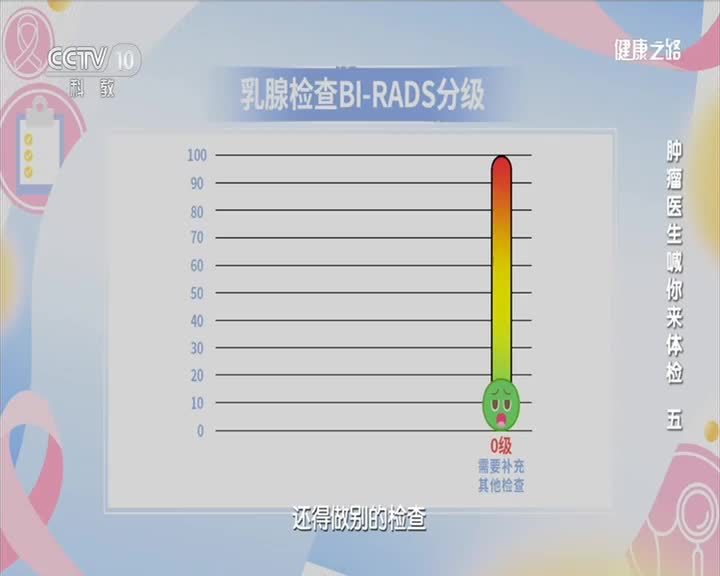 CCTV 10
科教
健康之路
乳腺检查BI-RADS分级
100
90
80
70
60
50
40
30
20
10
0
0级
需要补充
其他检查
肿瘤医生喊你来体检 五
还得做别的检查